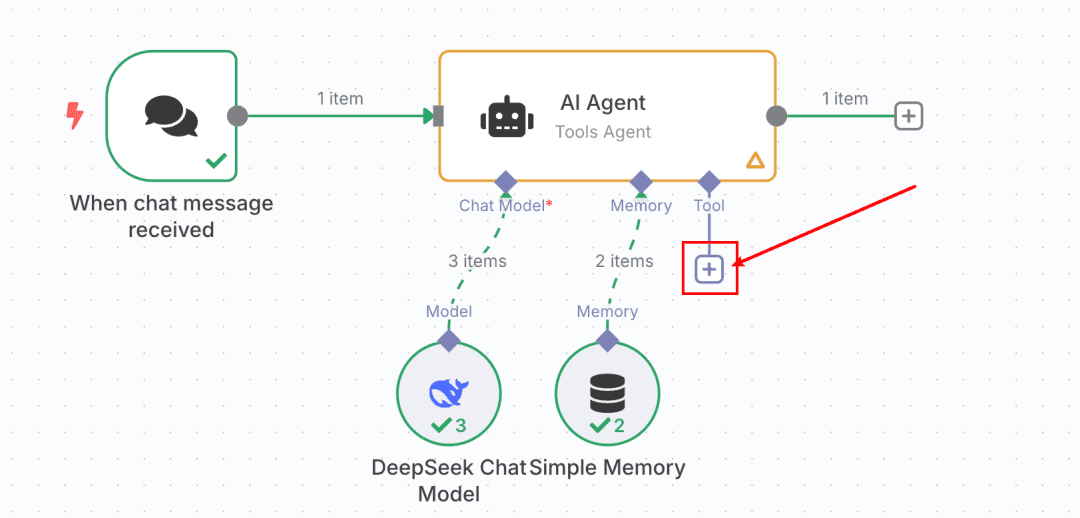 1 item
1 item
AI Agent
Tools Agent
When chat message
received
Chat Model*
Memory
Tool
3 items
2 items
Model
Memory
3
2
DeepSeek Chat
Model
Simple Memory